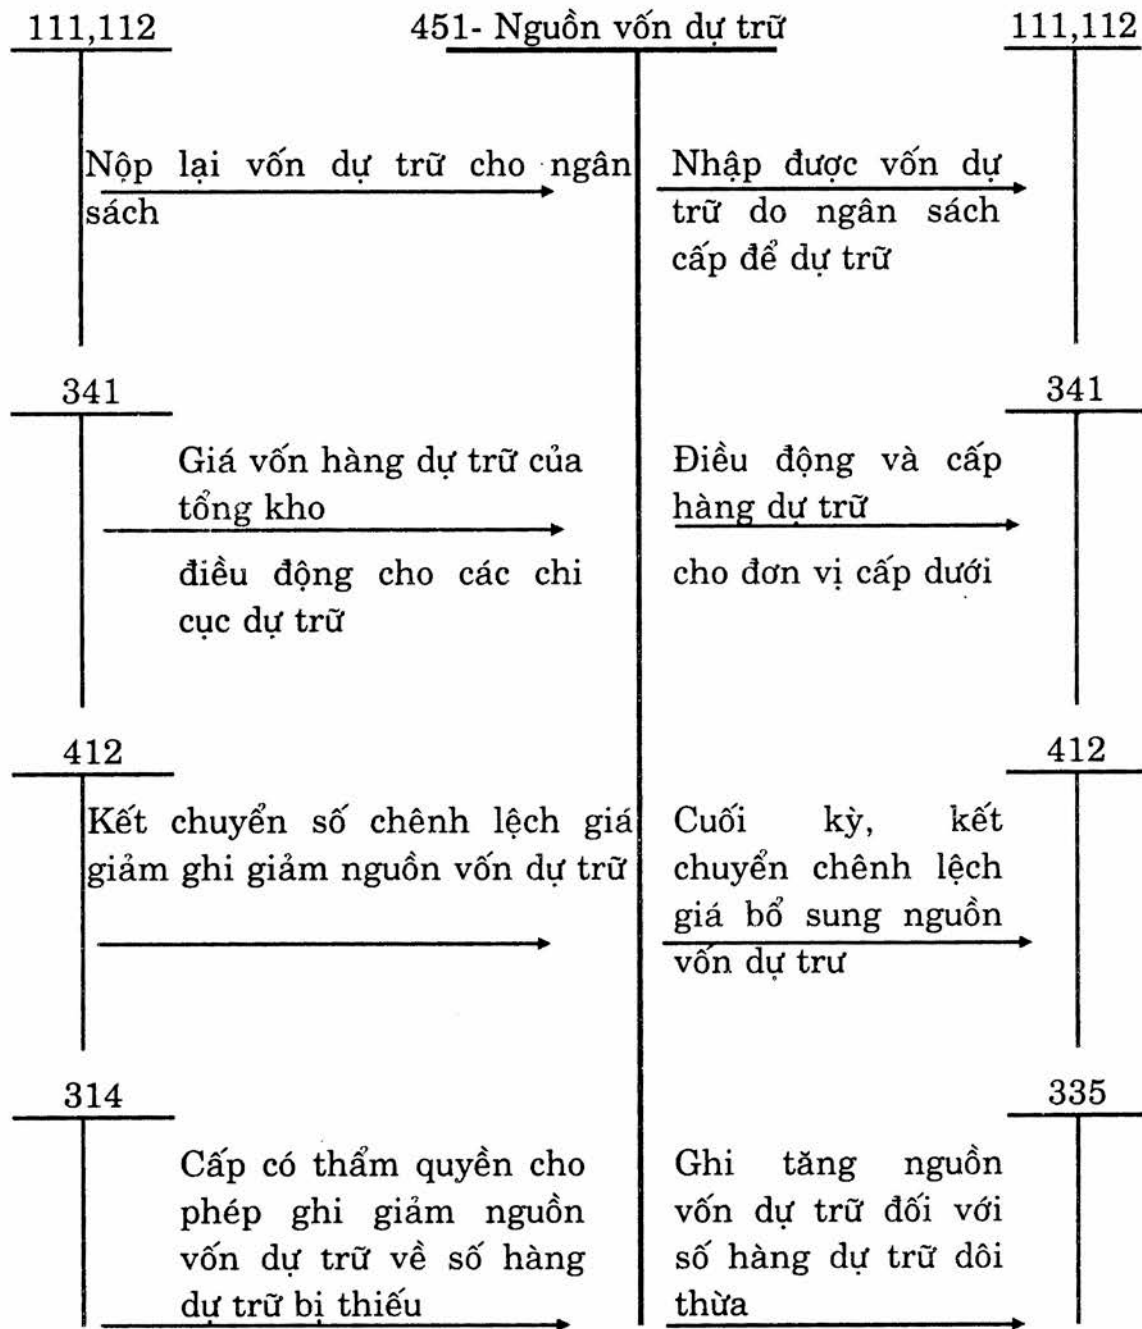 111,112
451- Nguồn vốn dự trữ
111,112
Nộp lại vốn dự trữ cho ngân
sách
Nhập được vốn dự
trữ do ngân sách
cấp để dự trữ
341
341
Giá vốn hàng dự trữ của
tổng kho
điều động cho các chi
cục dự trữ
Điều động và cấp
hàng dự trữ
cho đơn vị cấp dưới
412
412
Kết chuyển số chênh lệch giá
giảm ghi giảm nguồn vốn dự trữ
Cuối kỳ, kết
chuyển chênh lệch
giá bổ sung nguồn
vốn dự trư
314
335
Cấp có thẩm quyền cho
phép ghi giảm nguồn
vốn dự trữ về số hàng
dự trữ bị thiếu
Ghi tăng nguồn
vốn dự trữ đối với
số hàng dự trữ dôi
thừa